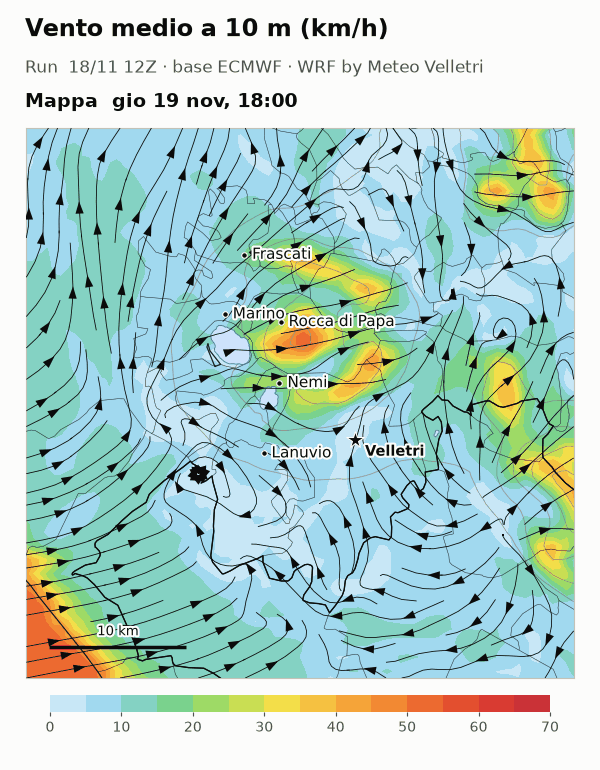 Vento medio a 10 m (km/h)
Run 18/11 12Z · base ECMWF · WRF by Meteo Velletri
Mappa gio 19 nov, 18:00
Frascati
Marino
Rocca di Papa
Nemi
Velletri
Lanuvio
10 km
0 10 20 30 40 50 60 70